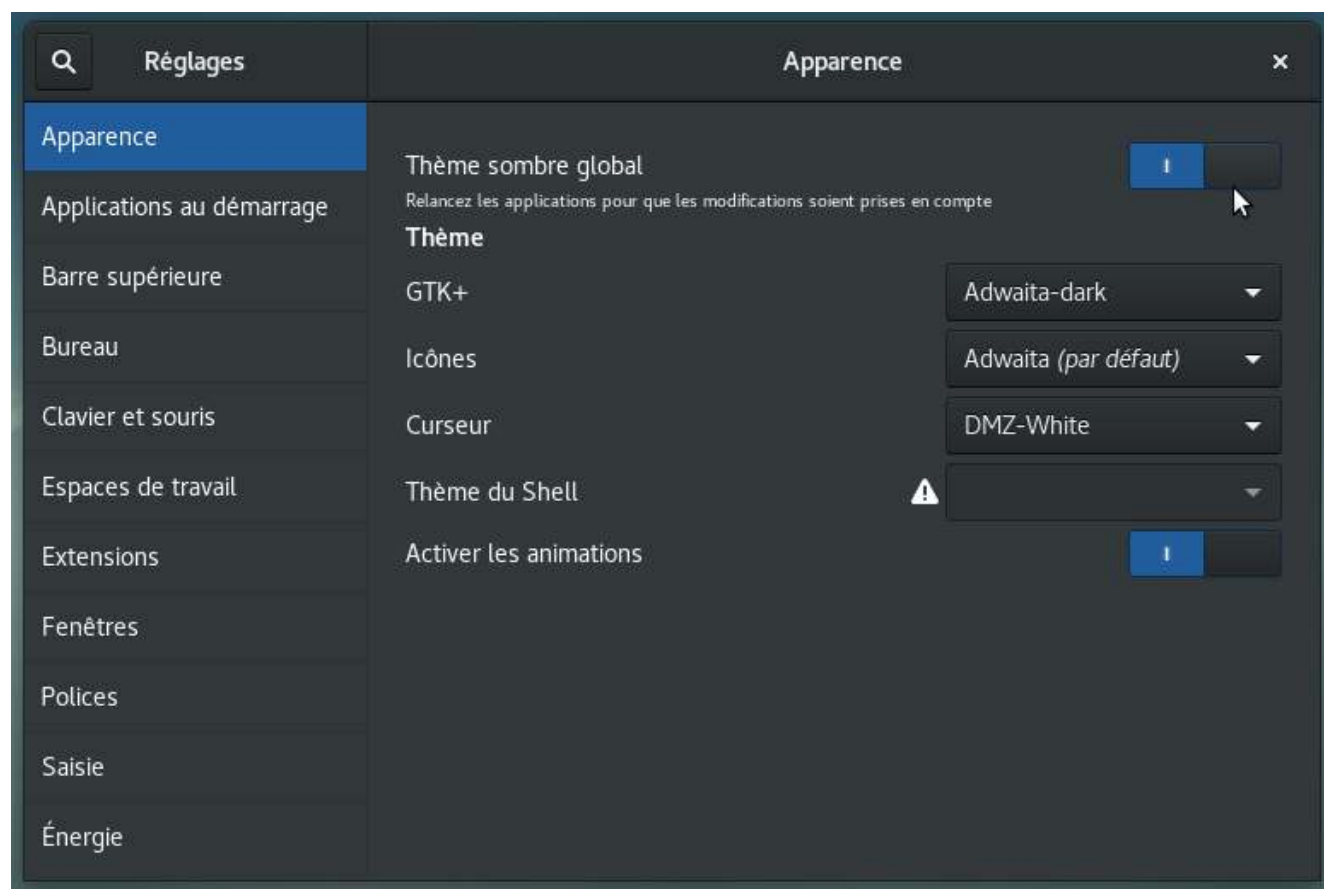 Réglages
Apparence
Apparence
Applications au démarrage
Barre supérieure
Bureau
Clavier et souris
Espaces de travail
Extensions
Fenêtres
Polices
Saisie
Énergie
Thème sombre global
Relancez les applications pour que les modifications soient prises en compte
Thème
GTK+ Adwaita-dark
Icônes Adwaita (par défaut)
Curseur DMZ-White
Thème du Shell
Activer les animations